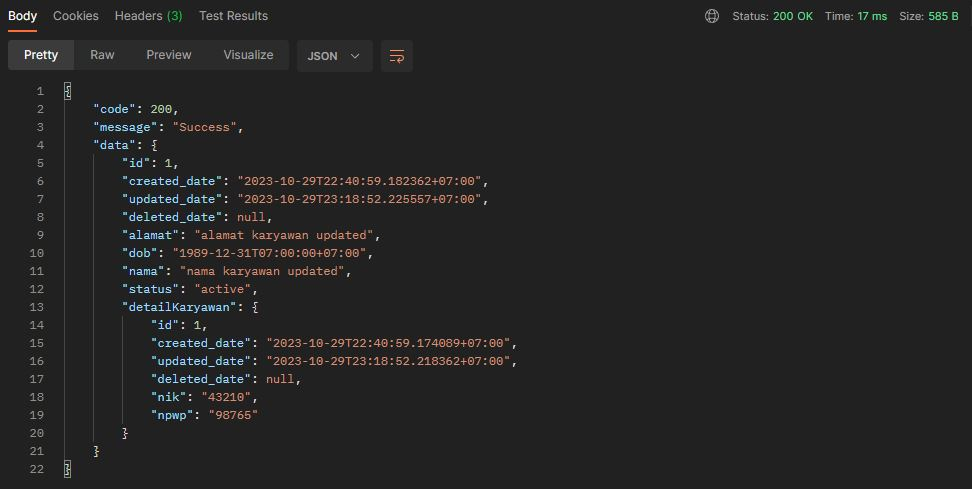 Body Cookies Headers (3) Test Results Status: 200 OK Time: 17 ms Size: 585 B
Pretty Raw Preview Visualize JSON
1 {
2 "code": 200,
3 "message": "Success",
4 "data": {
5 "id": 1,
6 "created_date": "2023-10-29T22:40:59.182362+07:00",
7 "updated_date": "2023-10-29T23:18:52.225557+07:00",
8 "deleted_date": null,
9 "alamat": "alamat karyawan updated",
10 "dob": "1989-12-31T07:00:00+07:00",
11 "nama": "nama karyawan updated",
12 "status": "active",
13 "detailKaryawan": {
14 "id": 1,
15 "created_date": "2023-10-29T22:40:59.174089+07:00",
16 "updated_date": "2023-10-29T23:18:52.218362+07:00",
17 "deleted_date": null,
18 "nik": "43210",
19 "npwp": "98765"
20 }
21 }
22 }